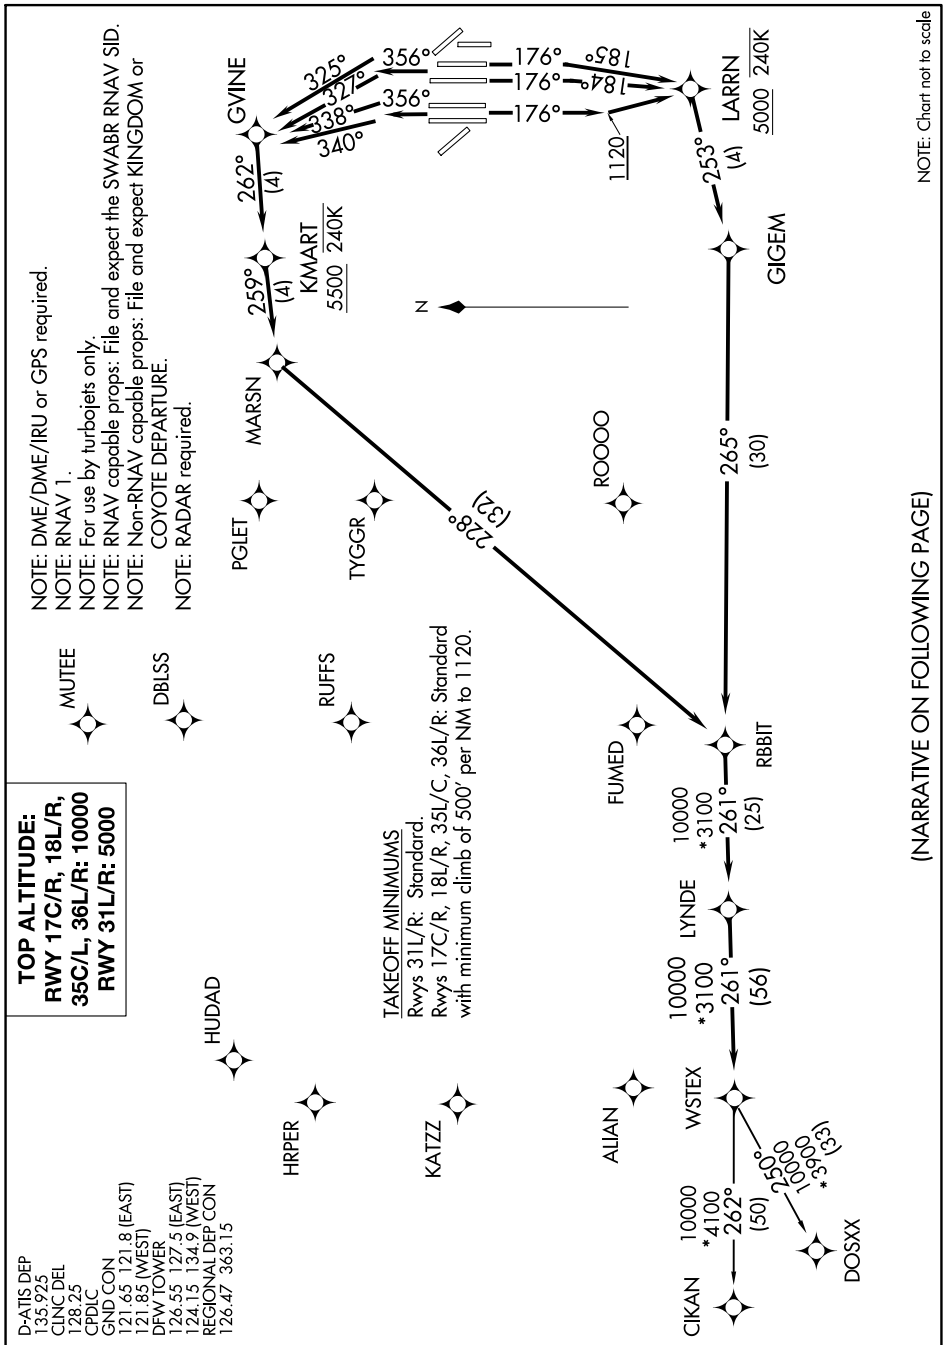 D-ATIS DEP
135.925
CLNC DEL
128.25
CPDLC
GND CON
121.65 121.8 (EAST)
121.85 (WEST)
DFW TOWER
126.55 127.5 (EAST)
124.15 134.9 (WEST)
REGIONAL DEP CON
126.47 363.15
TOP ALTITUDE:
RWY 17C/R, 18L/R,
35C/L, 36L/R: 10000
RWY 31L/R: 5000
NOTE: DME/DME/IRU or GPS required.
NOTE: RNAV 1.
NOTE: For use by turbojets only.
NOTE: RNAV capable props: File and expect the SWABR RNAV SID.
NOTE: Non-RNAV capable props: File and expect KINGDOM or
COYOTE DEPARTURE.
NOTE: RADAR required.
MUTEE
DBLSS
HUDAD
HRPER
RUFFS
PGLET
TYGGR
MARSN
259°
(4)
KMART
5500 240K
262°
(4)
GVINE
325°
327°
338°
340°
356°
356°
176°
176°
176°
185°
184°
1120
LARRN
5000 240K
253°
(4)
GIGEM
N
228°
(32)
ROOOO
265°
(30)
TAKEOFF MINIMUMS
Rwys 31L/R: Standard.
Rwys 17C/R, 18L/R, 35L/C, 36L/R: Standard
with minimum climb of 500' per NM to 1120.
KATZZ
ALIAN
FUMED
RBBIT
10000
*3100
261°
(25)
LYNDE
10000
*3100
261°
(56)
WSTEX
10000
*4100
262°
(50)
CIKAN
250°
10000
*3900
(33)
DOSXX
(NARRATIVE ON FOLLOWING PAGE)
NOTE: Chart not to scale